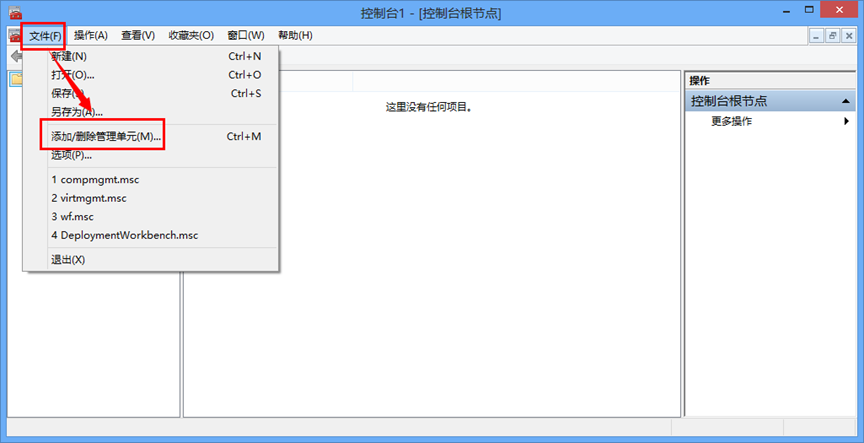 控制台1 - [控制台根节点]
文件(F) 操作(A) 查看(V) 收藏夹(O) 窗口(W) 帮助(H)
新建(N) Ctrl+N
打开(O)... Ctrl+O
保存(S) Ctrl+S
另存为(A)...
添加/删除管理单元(M)... Ctrl+M
选项(P)...
1 compmgmt.msc
2 virtmgmt.msc
3 wf.msc
4 DeploymentWorkbench.msc
退出(X)
这里没有任何项目。
操作
控制台根节点
更多操作